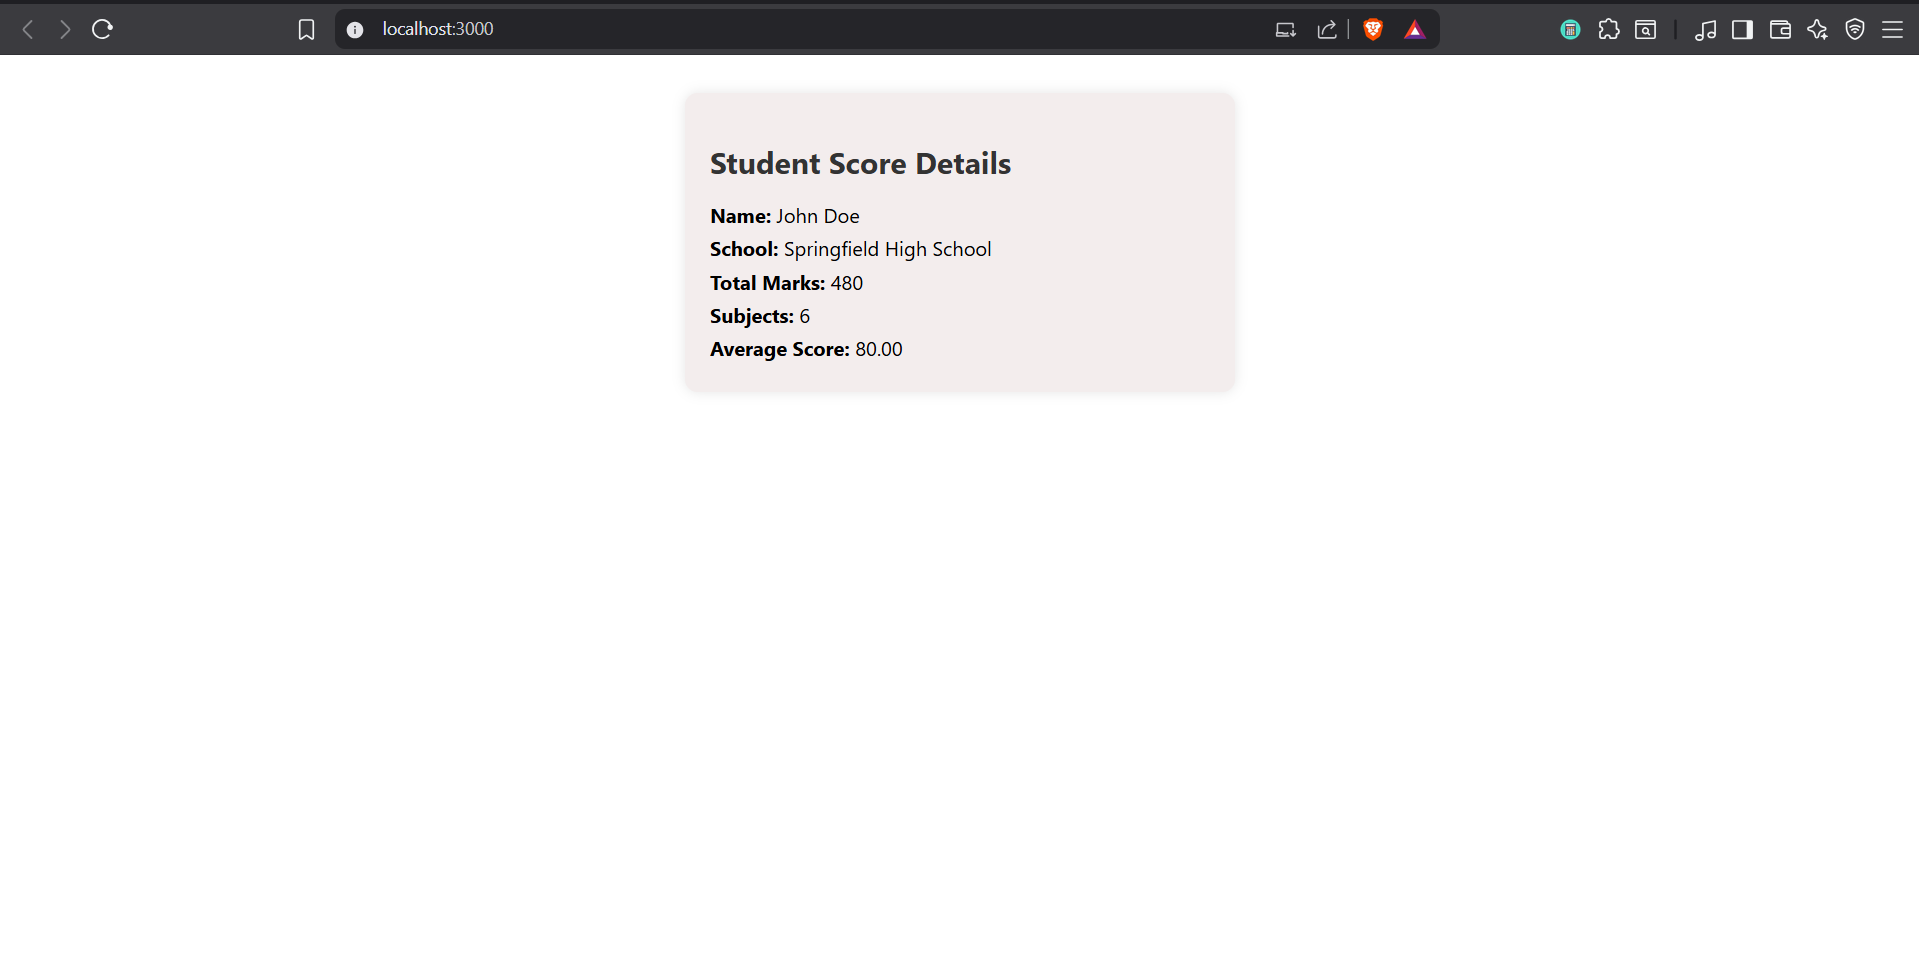 localhost:3000
Student Score Details
Name: John Doe
School: Springfield High School
Total Marks: 480
Subjects: 6
Average Score: 80.00